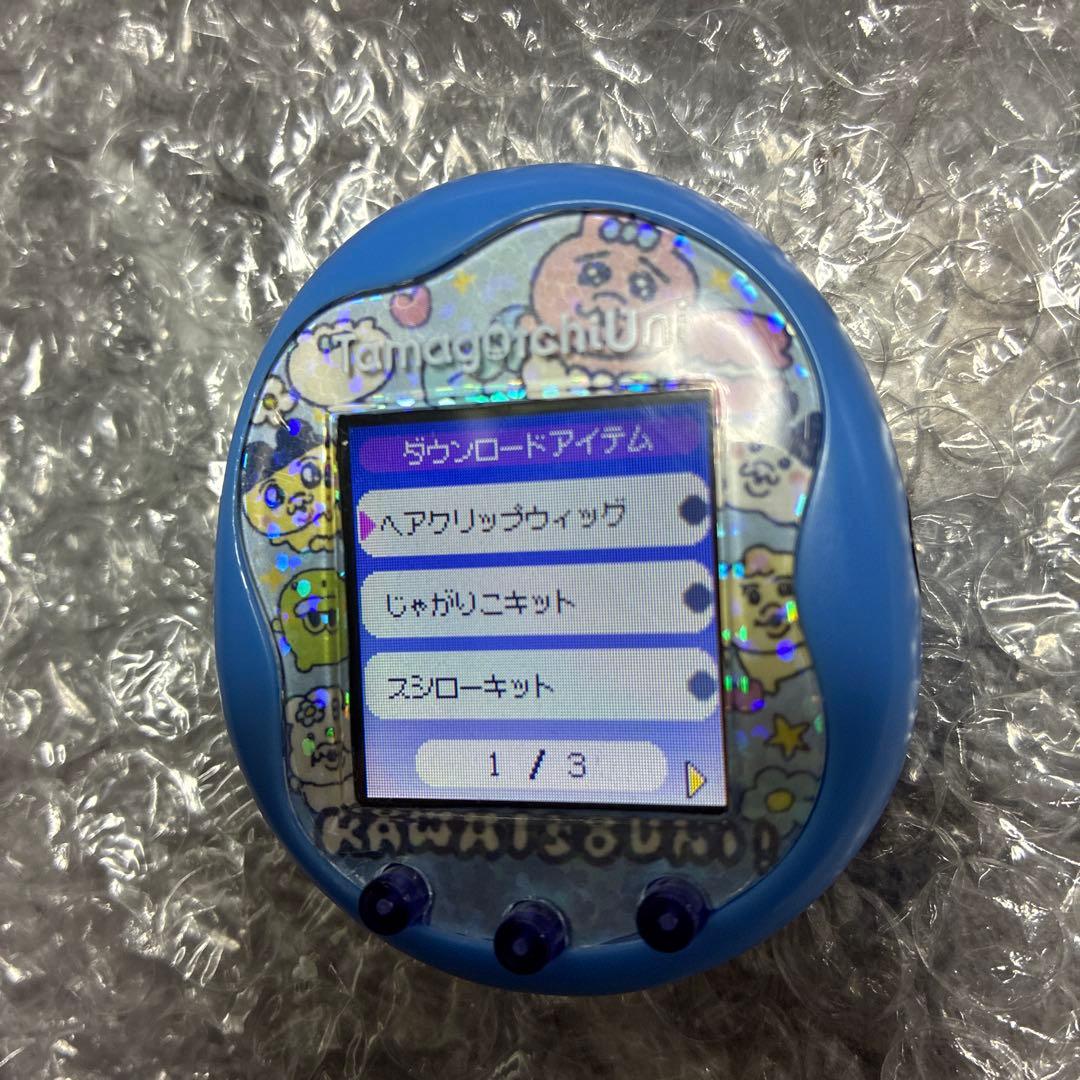 TamagotchiUni
ダウンロードアイテム
ヘアクリップウィッグ
じゃがりこキット
スシローキット
1 / 3
KAWAISOUNI!